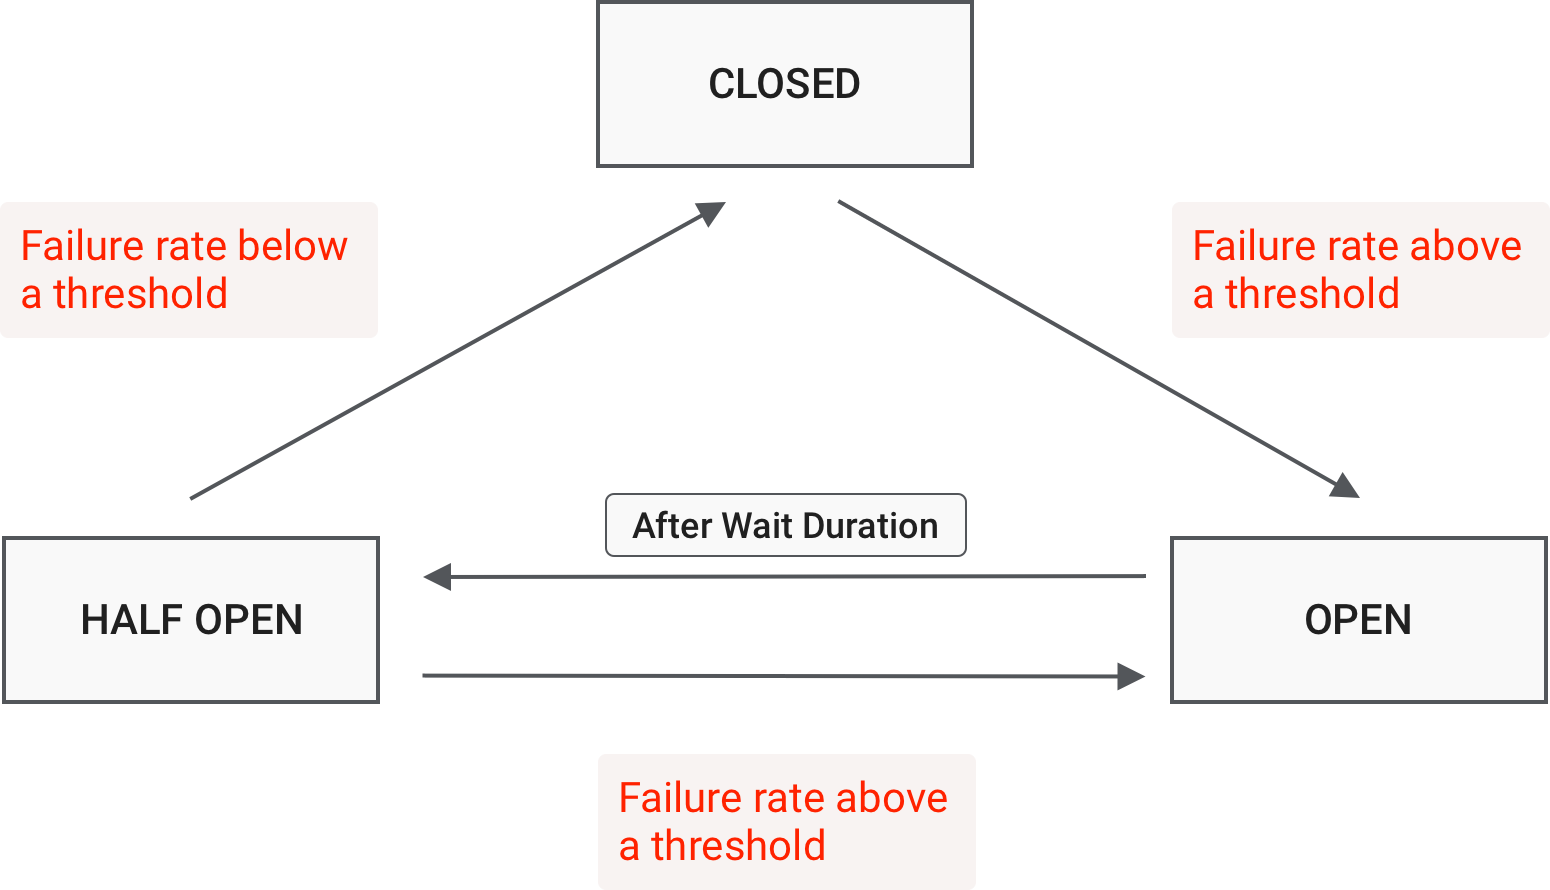 CLOSED
Failure rate below
a threshold
Failure rate above
a threshold
After Wait Duration
HALF OPEN
OPEN
Failure rate above
a threshold